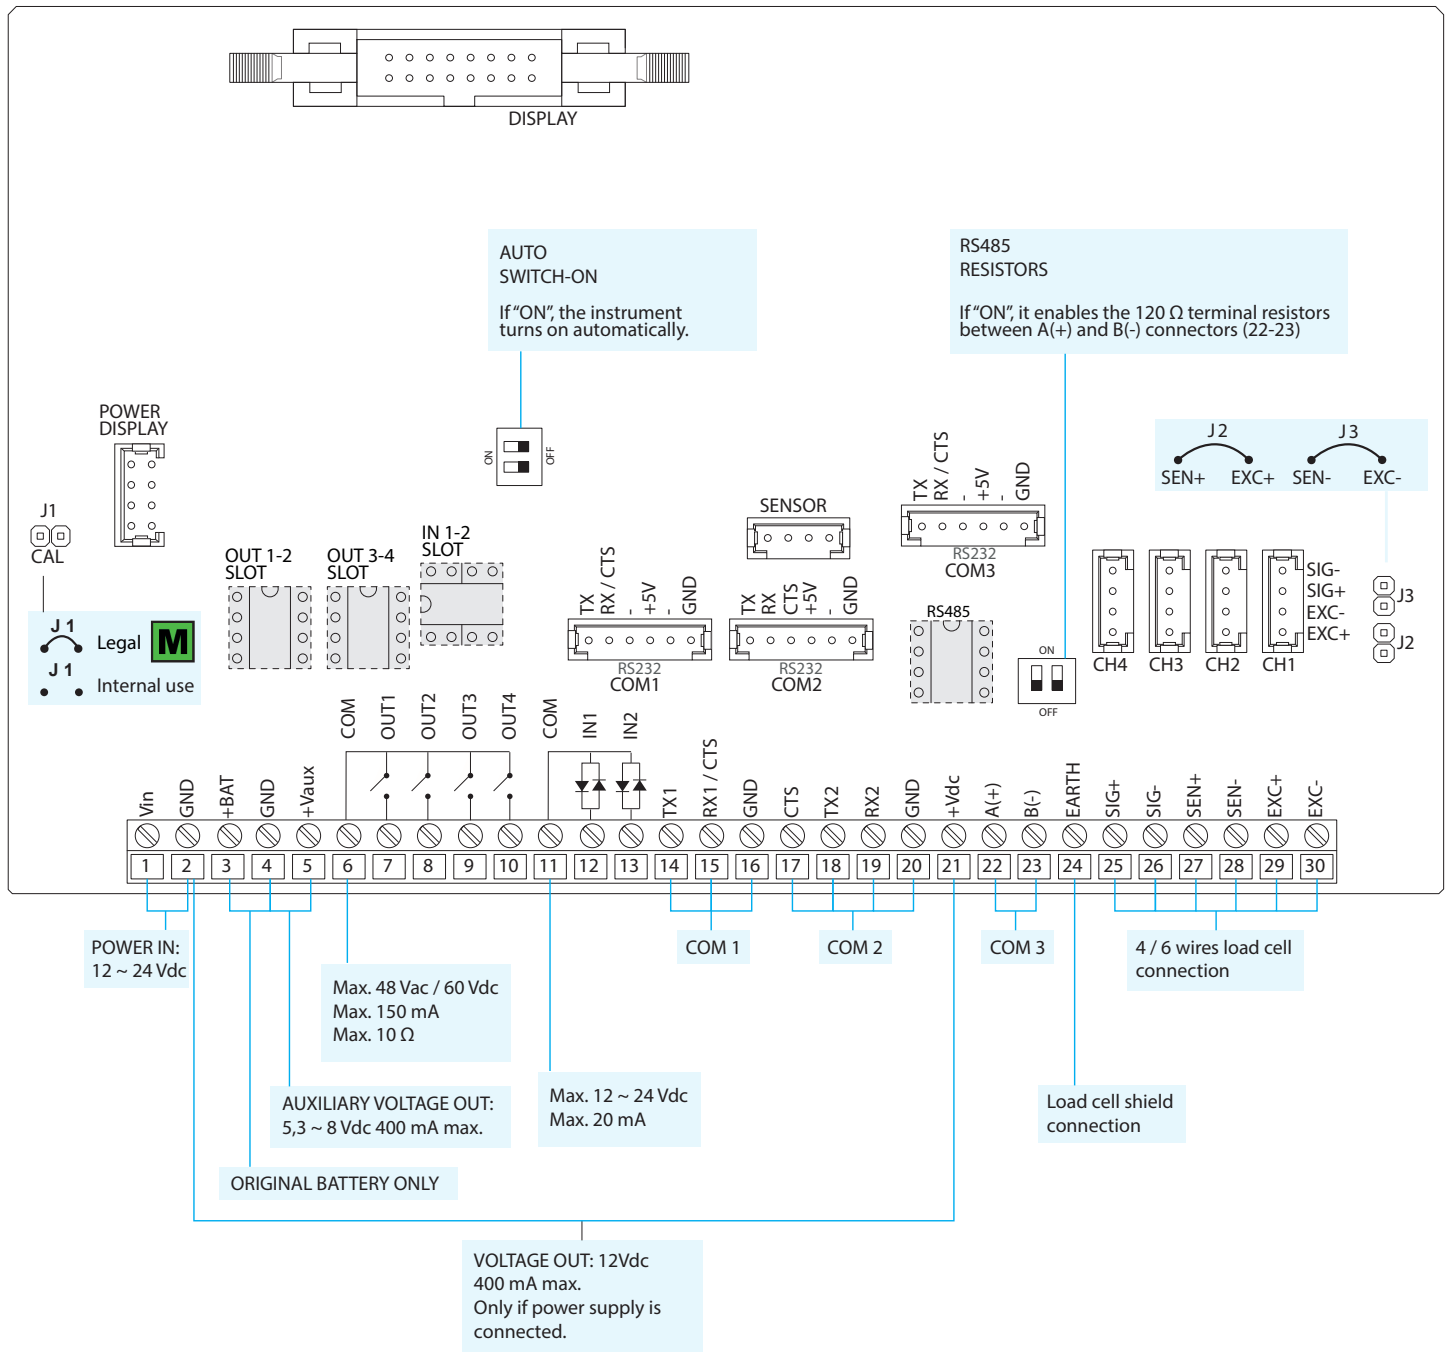 DISPLAY
AUTO
SWITCH-ON
If "ON", the instrument
turns on automatically.
RS485
RESISTORS
If "ON", it enables the 120 Ω terminal resistors
between A(+) and B(-) connectors (22-23)
POWER
DISPLAY
ON
OFF
J2
J3
SEN+ EXC+ SEN- EXC-
J1
CAL
OUT 1-2
SLOT
OUT 3-4
SLOT
IN 1-2
SLOT
SENSOR
TX
RX / CTS
-
+5V
-
GND
RS232
COM3
TX
RX / CTS
-
+5V
-
GND
RS232
COM1
TX
RX
CTS
+5V
-
GND
RS232
COM2
RS485
ON
OFF
CH4
CH3
CH2
CH1
SIG-
SIG+
EXC-
EXC+
J3
J2
J 1
Legal M
J 1
Internal use
COM
OUT1
OUT2
OUT3
OUT4
COM
IN1
IN2
Vin
GND
+BAT
GND
+Vaux
TX1
RX1 / CTS
GND
CTS
TX2
RX2
GND
+Vdc
A(+)
B(-)
EARTH
SIG+
SIG-
SEN+
SEN-
EXC+
EXC-
1 2 3 4 5 6 7 8 9 10 11 12 13 14 15 16 17 18 19 20 21 22 23 24 25 26 27 28 29 30
POWER IN:
12 ~ 24 Vdc
COM 1
COM 2
COM 3
4 / 6 wires load cell
connection
Max. 48 Vac / 60 Vdc
Max. 150 mA
Max. 10 Ω
AUXILIARY VOLTAGE OUT:
5,3 ~ 8 Vdc 400 mA max.
Max. 12 ~ 24 Vdc
Max. 20 mA
Load cell shield
connection
ORIGINAL BATTERY ONLY
VOLTAGE OUT: 12Vdc
400 mA max.
Only if power supply is
connected.